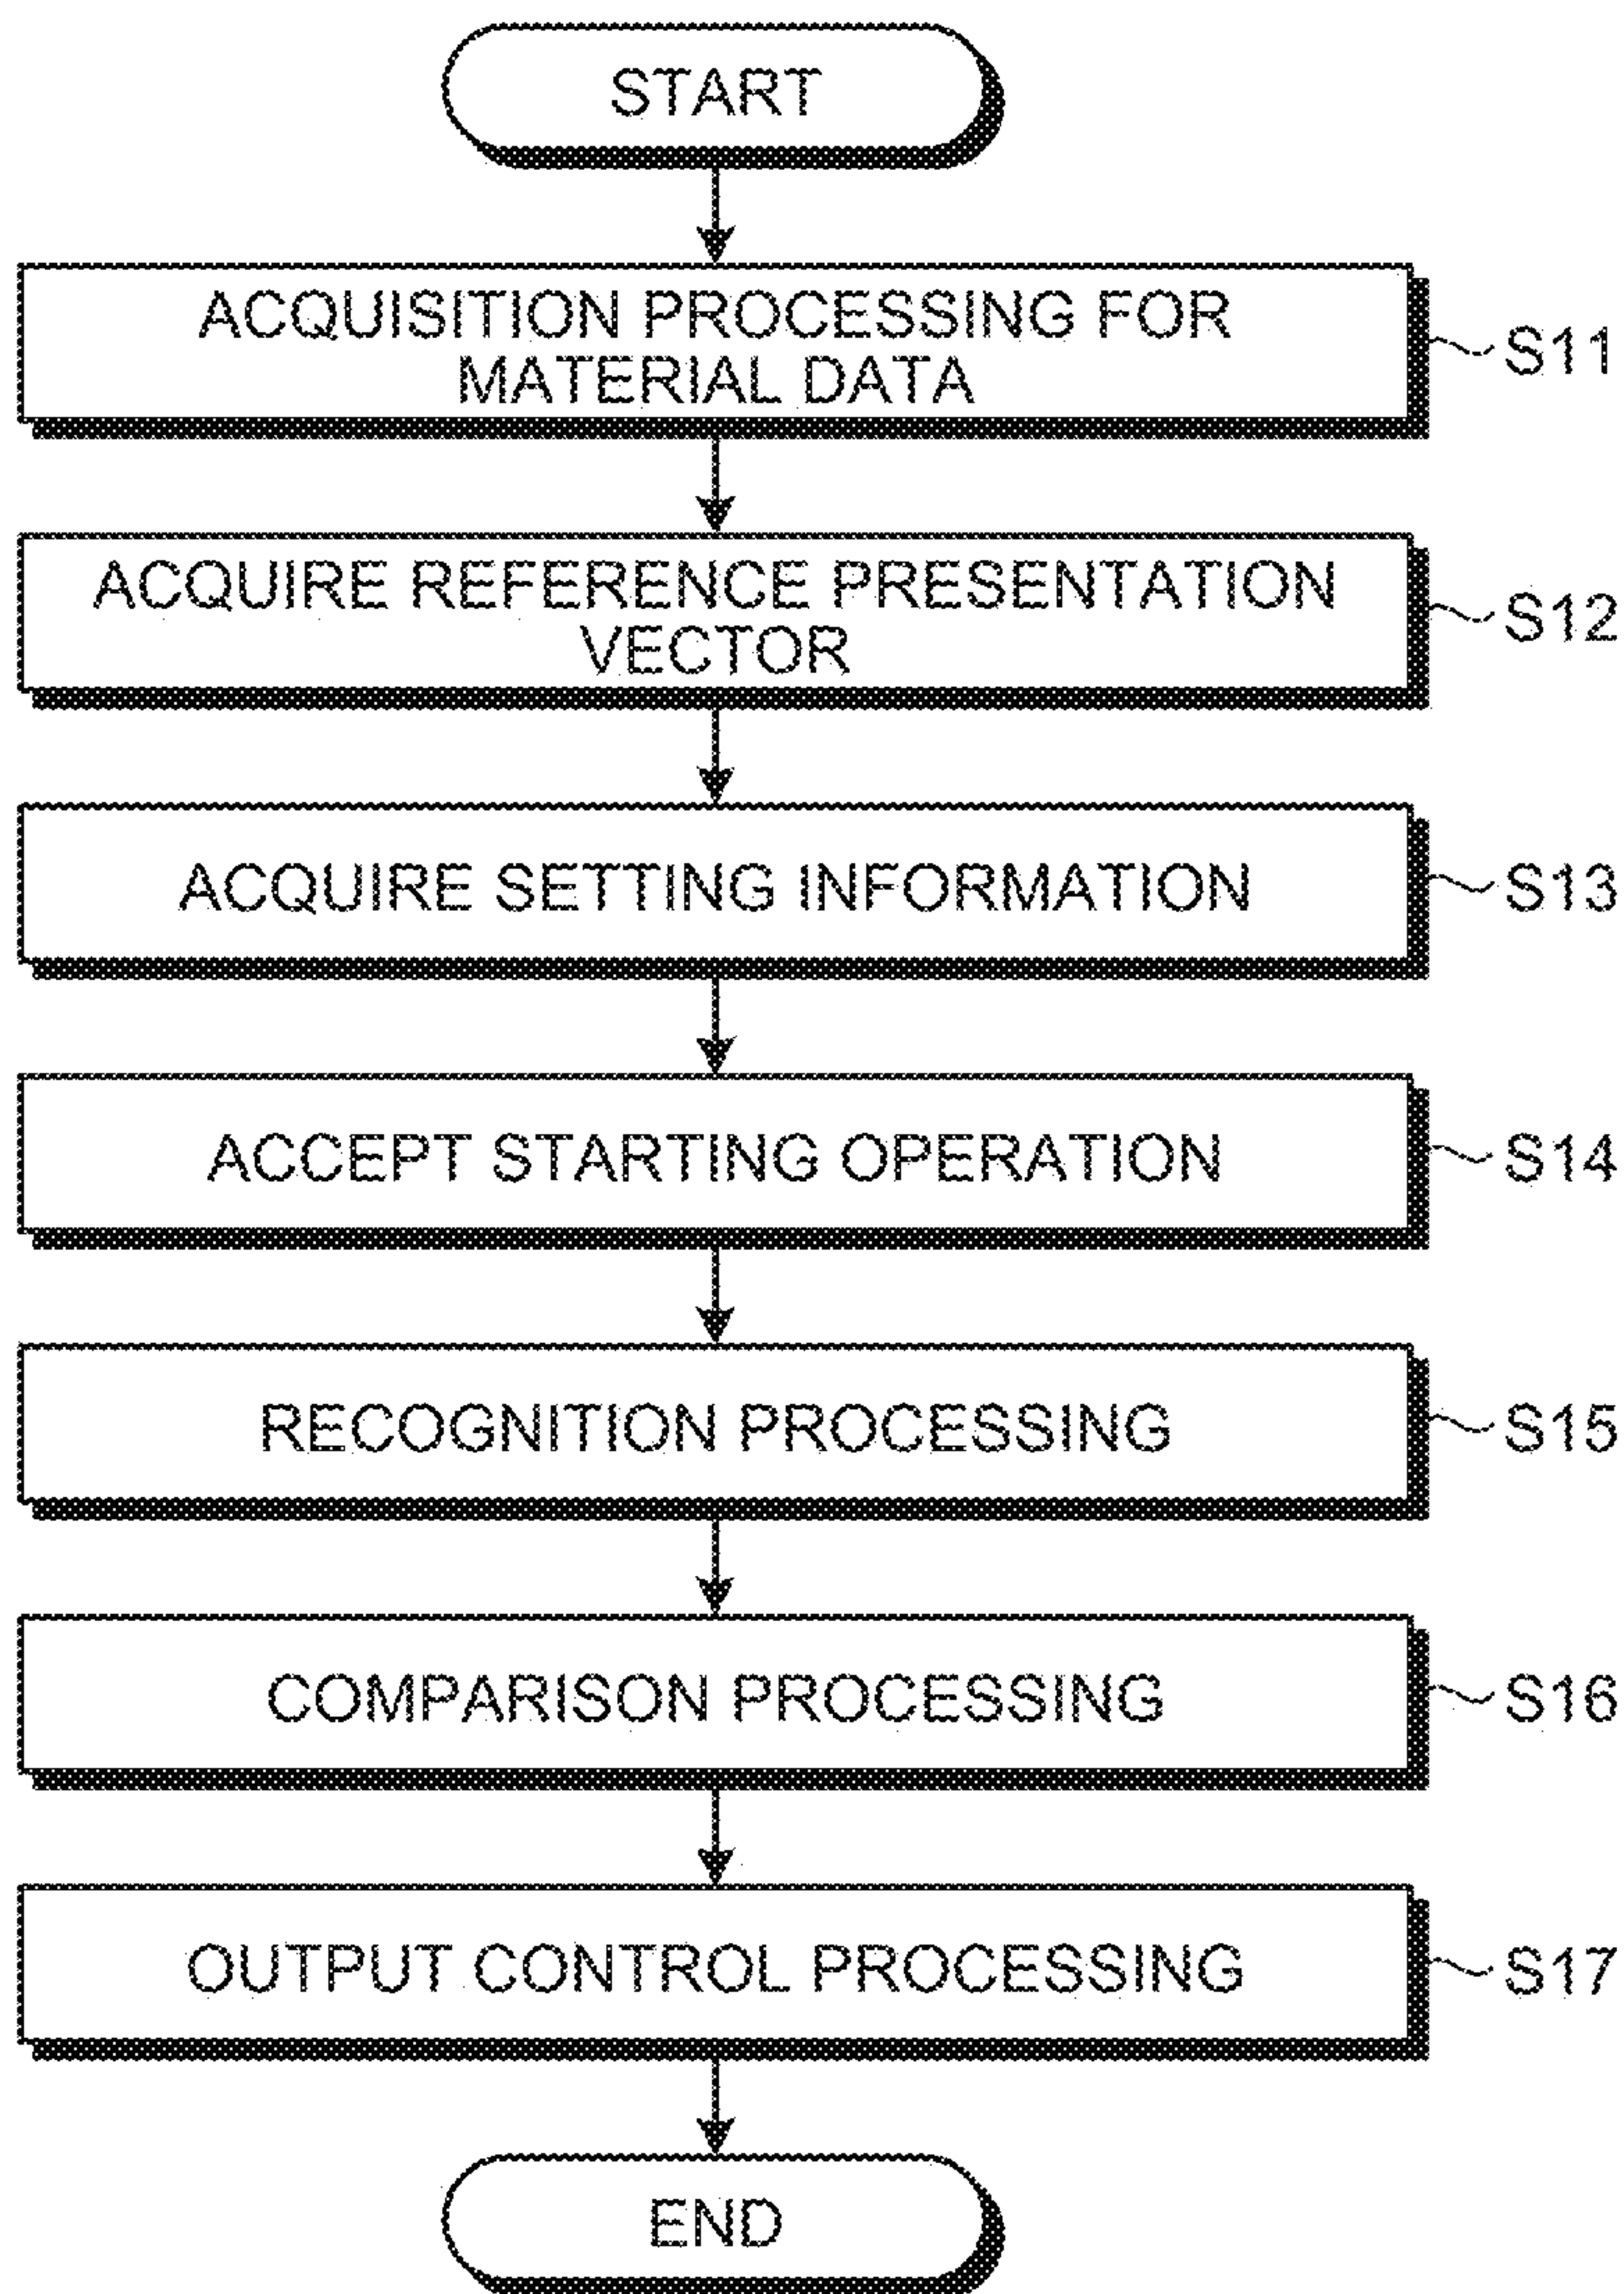 START
ACQUISITION PROCESSING FOR
MATERIAL DATA
S11
ACQUIRE REFERENCE PRESENTATION
VECTOR
S12
ACQUIRE SETTING INFORMATION
S13
ACCEPT STARTING OPERATION
S14
RECOGNITION PROCESSING
S15
COMPARISON PROCESSING
S16
OUTPUT CONTROL PROCESSING
S17
END